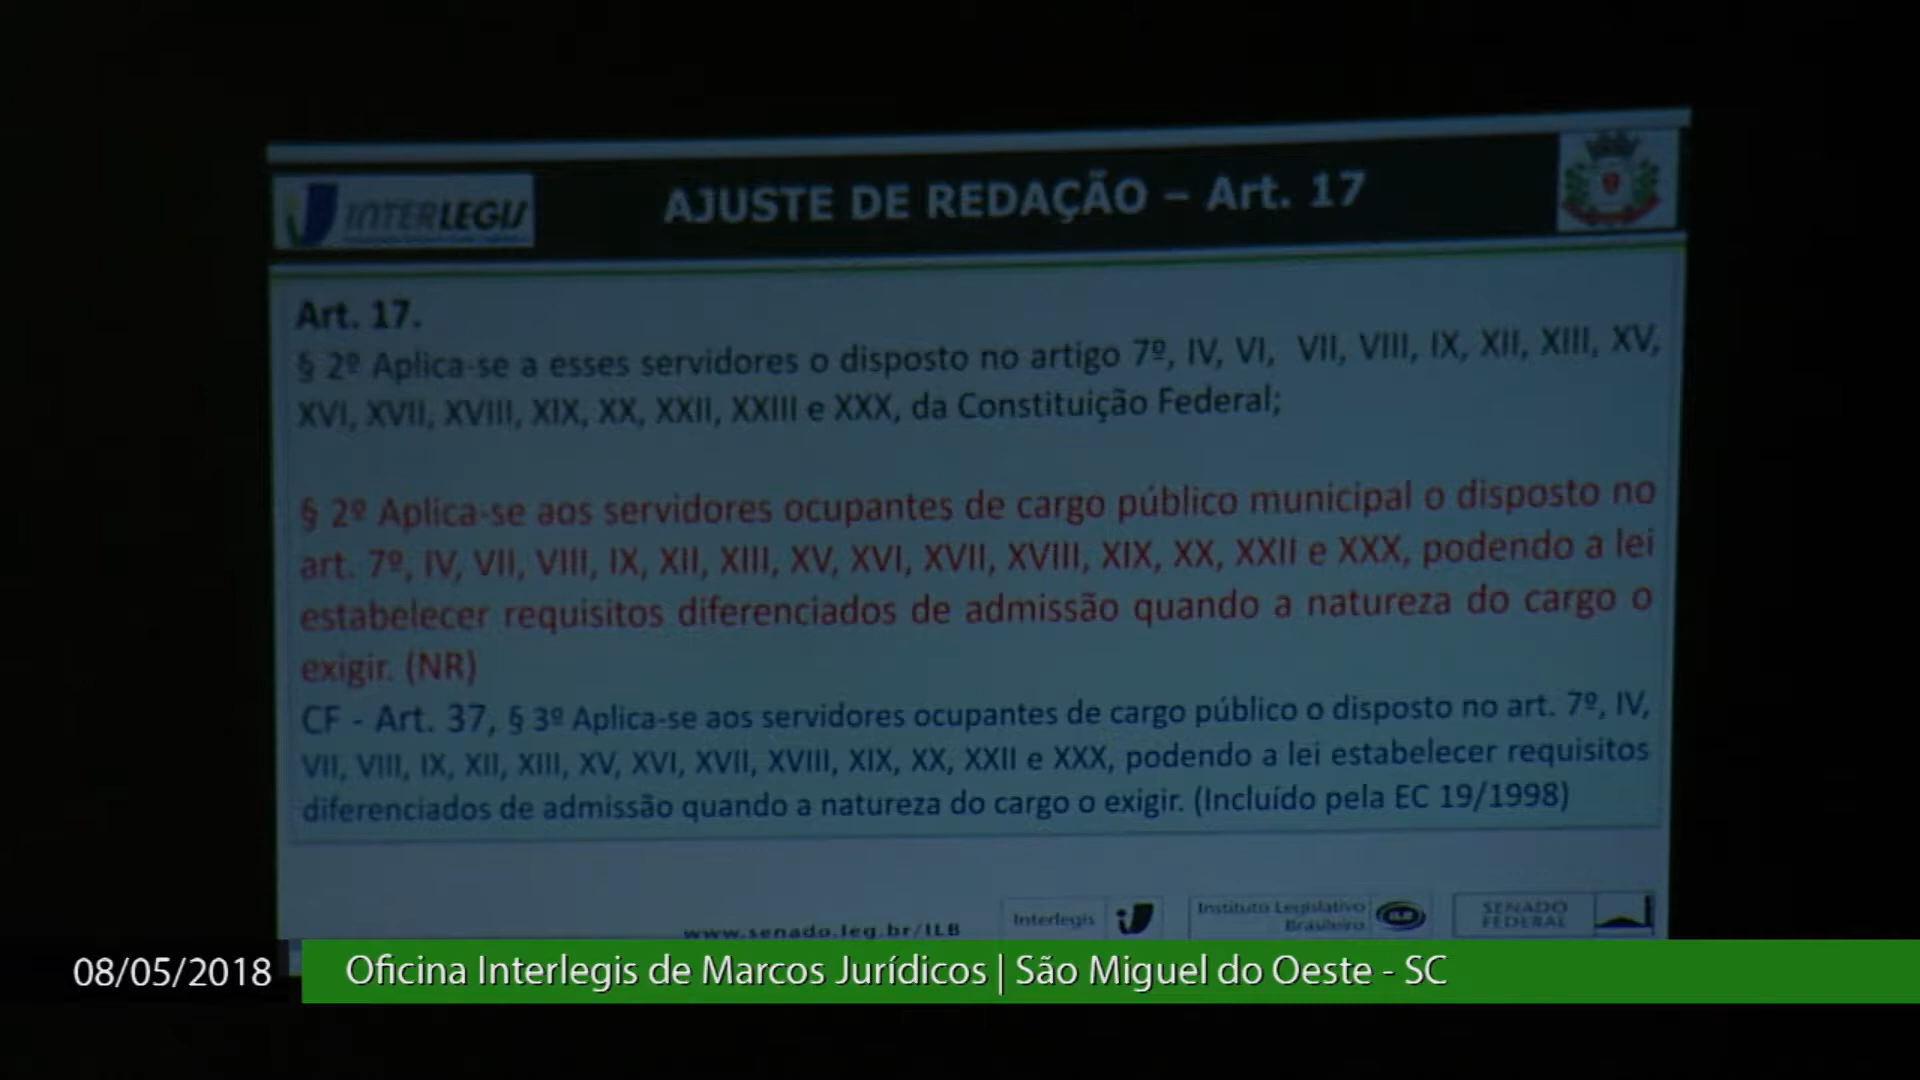 INTERLEGIS
AJUSTE DE REDAÇÃO – Art. 17
Art. 17.
§ 2º Aplica-se a esses servidores o disposto no artigo 7º, IV, VI, VII, VIII, IX, XII, XIII, XV,
XVI, XVII, XVIII, XIX, XX, XXII, XXIII e XXX, da Constituição Federal;
§ 2º Aplica-se aos servidores ocupantes de cargo público municipal o disposto no
art. 7º, IV, VII, VIII, IX, XII, XIII, XV, XVI, XVII, XVIII, XIX, XX, XXII e XXX, podendo a lei
estabelecer requisitos diferenciados de admissão quando a natureza do cargo o
exigir. (NR)
CF - Art. 37, § 3º Aplica-se aos servidores ocupantes de cargo público o disposto no art. 7º, IV,
VII, VIII, IX, XII, XIII, XV, XVI, XVII, XVIII, XIX, XX, XXII e XXX, podendo a lei estabelecer requisitos
diferenciados de admissão quando a natureza do cargo o exigir. (Incluído pela EC 19/1998)
www.senado.leg.br/ILB
Interlegis
Instituto Legislativo
Brasileiro
ILB
SENADO
FEDERAL
08/05/2018
Oficina Interlegis de Marcos Jurídicos | São Miguel do Oeste - SC